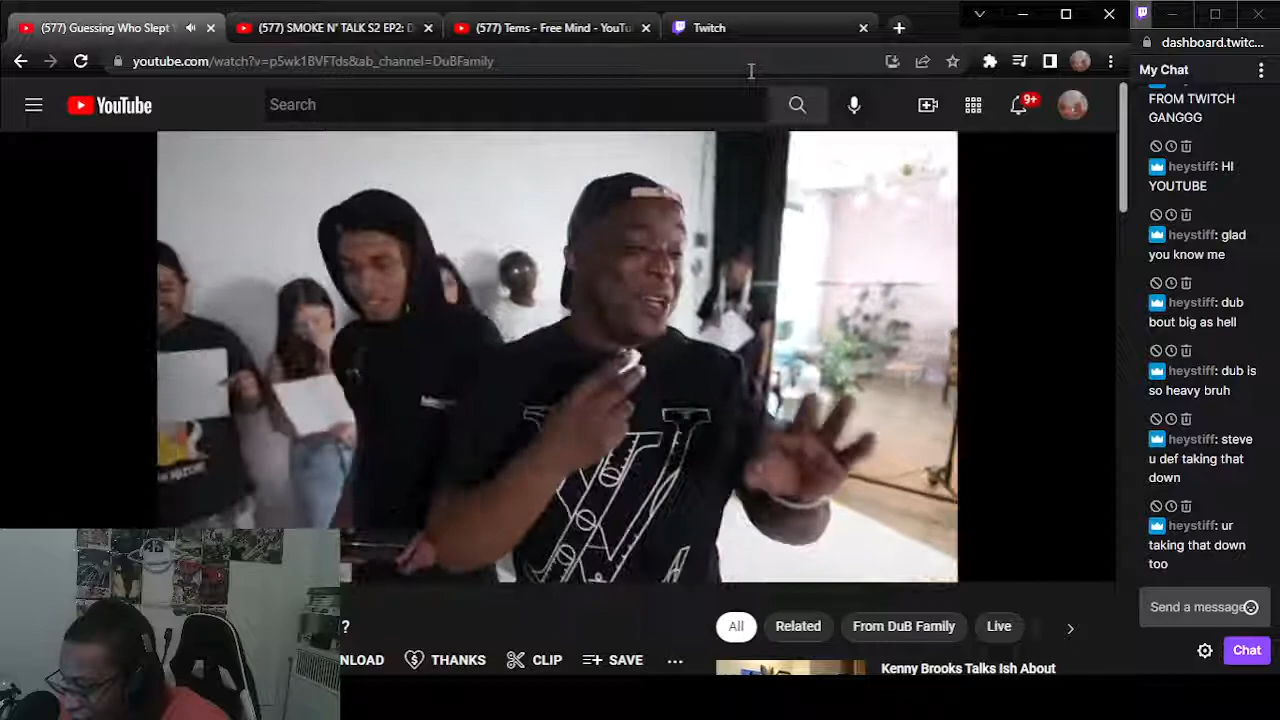 (577) Guessing Who Slept
(577) SMOKE N' TALK S2 EP2: D
(577) Tems - Free Mind - YouTu
Twitch
youtube.com/watch?v=p5wk1BVFTds&ab_channel=DuBFamily
dashboard.twitc...
YouTube
Search
9+
My Chat
FROM TWITCH
GANGGG
heystiff: HI
YOUTUBE
heystiff: glad
you know me
heystiff: dub
bout big as hell
heystiff: dub is
so heavy bruh
heystiff: steve
u def taking that
down
heystiff: ur
taking that down
too
Send a message
Chat
?
NLOAD
THANKS
CLIP
SAVE
...
All
Related
From DuB Family
Live
Kenny Brooks Talks Ish About